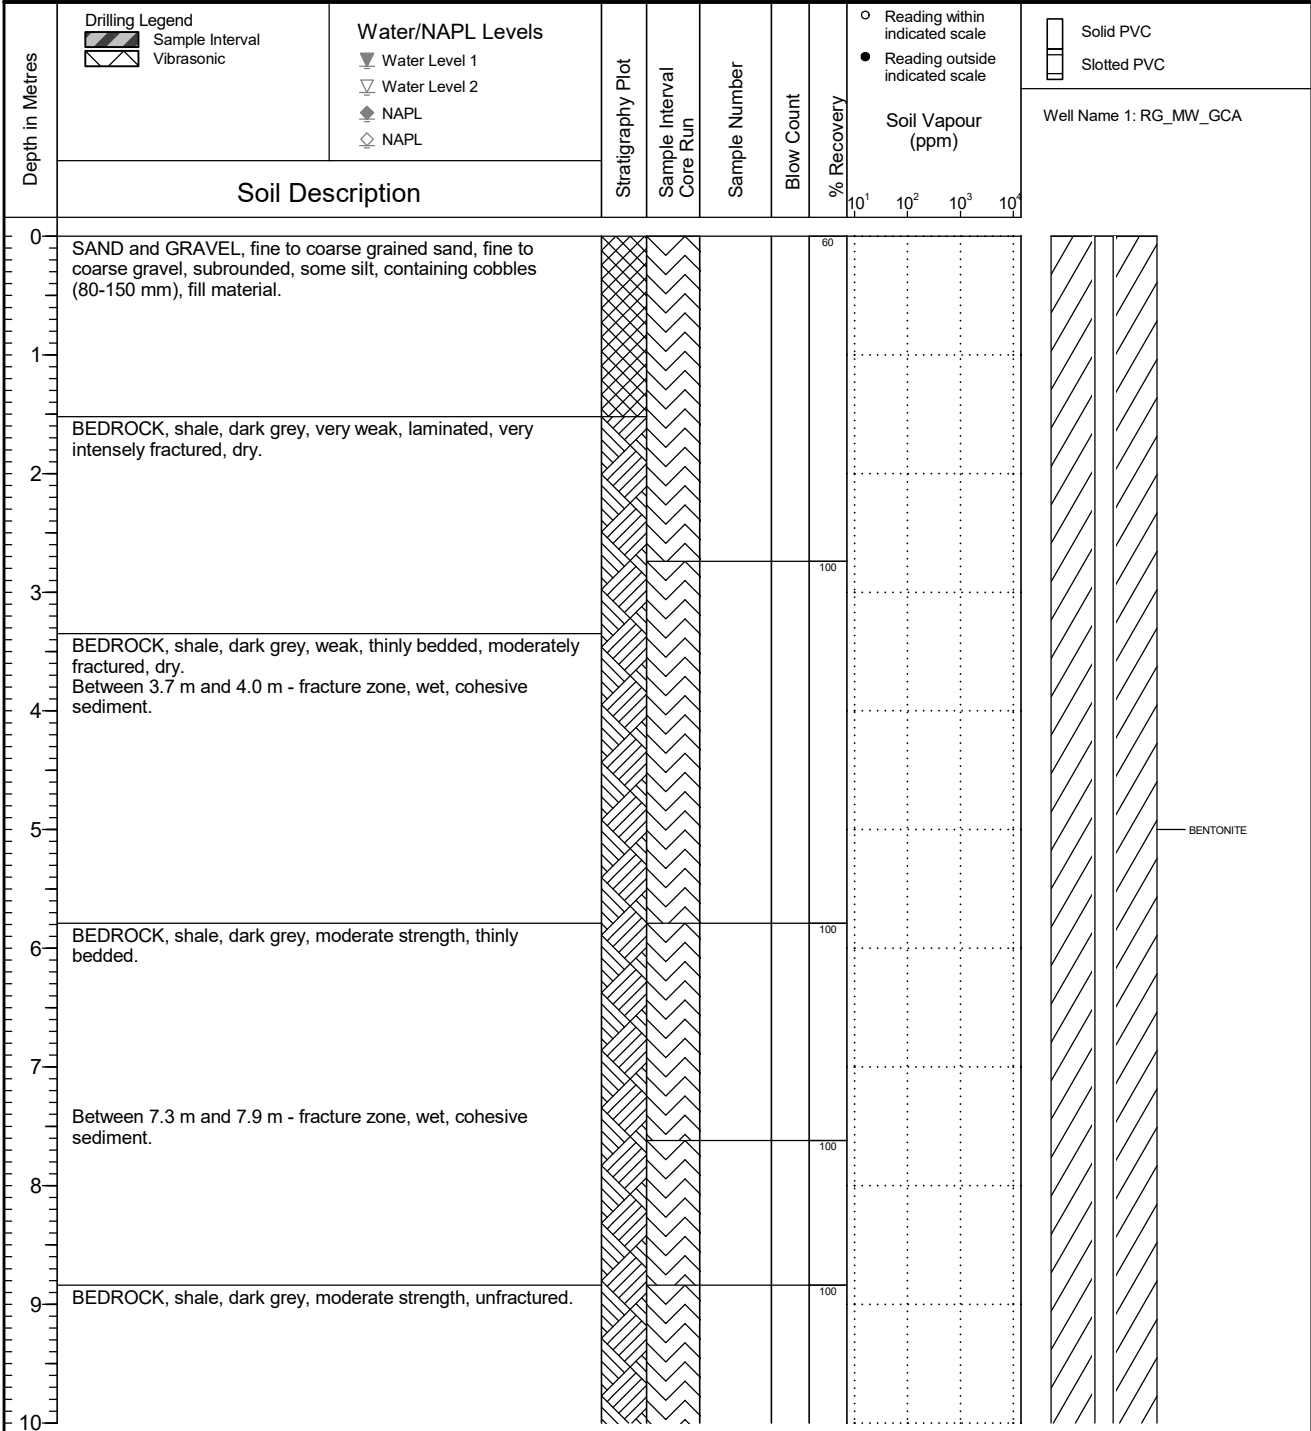 Depth in Metres
Drilling Legend
Sample Interval
Vibrasonic
Water/NAPL Levels
Water Level 1
Water Level 2
NAPL
NAPL
Soil Description
Stratigraphy Plot
Sample Interval
Core Run
Sample Number
Blow Count
% Recovery
Reading within
indicated scale
Reading outside
indicated scale
Soil Vapour
(ppm)
10¹ 10² 10³ 10⁴
Solid PVC
Slotted PVC
Well Name 1: RG_MW_GCA
0
SAND and GRAVEL, fine to coarse grained sand, fine to
coarse gravel, subrounded, some silt, containing cobbles
(80-150 mm), fill material.
60
1
BEDROCK, shale, dark grey, very weak, laminated, very
intensely fractured, dry.
2
100
3
BEDROCK, shale, dark grey, weak, thinly bedded, moderately
fractured, dry.
Between 3.7 m and 4.0 m - fracture zone, wet, cohesive
sediment.
4
5
BENTONITE
BEDROCK, shale, dark grey, moderate strength, thinly
bedded.
100
6
7
Between 7.3 m and 7.9 m - fracture zone, wet, cohesive
sediment.
100
8
BEDROCK, shale, dark grey, moderate strength, unfractured.
100
9
10